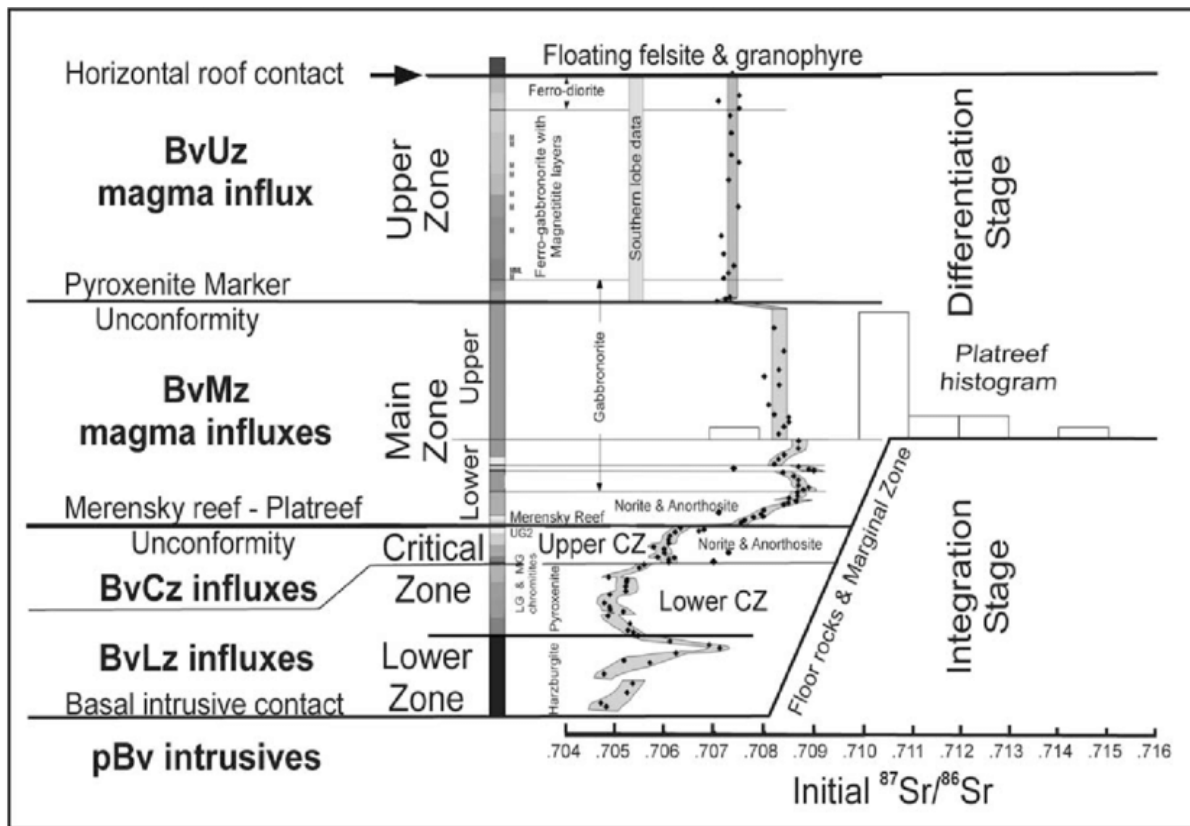 Floating felsite & granophyre
Horizontal roof contact
Ferro-diorite
BvUz
magma influx
Upper
Zone
Ferro-gabbronorite with
Magnetitite layers
Southern lobe data
Differentiation
Stage
Pyroxenite Marker
Unconformity
BvMz
magma influxes
Main
Zone
Upper
Lower
Gabbronorite
Platreef
histogram
Merensky reef - Platreef
Unconformity
Merensky Reef
UG2
Norite & Anorthosite
Critical
Zone
Upper CZ
Norite & Anorthosite
BvCz influxes
LG & MG
chromitites
Pyroxenite
Lower CZ
BvLz influxes
Lower
Zone
Harzburgite
Basal intrusive contact
Floor rocks & Marginal Zone
Integration
Stage
pBv intrusives
.704 .705 .706 .707 .708 .709 .710 .711 .712 .713 .714 .715 .716
Initial ⁸⁷Sr/⁸⁶Sr